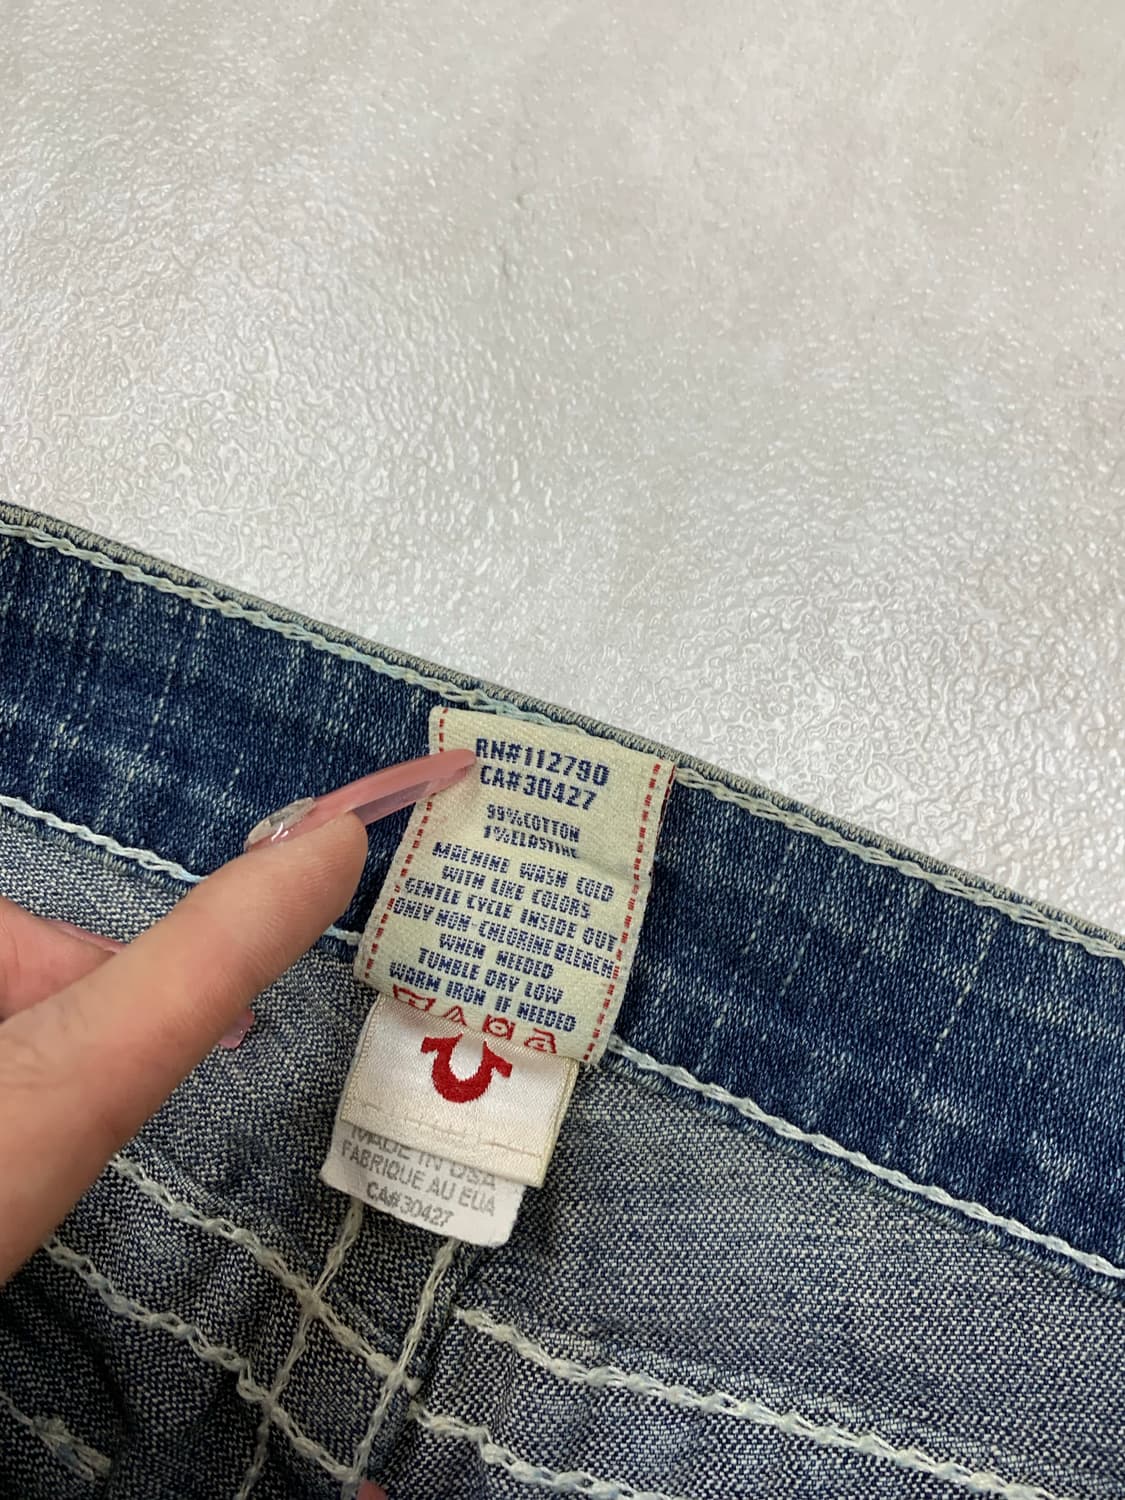 RN#112790
CA#30427
99%COTTON
1%ELASTINE
MACHINE WASH COLD
WITH LIKE COLORS
GENTLE CYCLE INSIDE OUT
ONLY NON-CHLORINE BLEACH
WHEN NEEDED
TUMBLE DRY LOW
WARM IRON IF NEEDED
MADE IN USA
FABRIQUE AU EUA
CA#30427